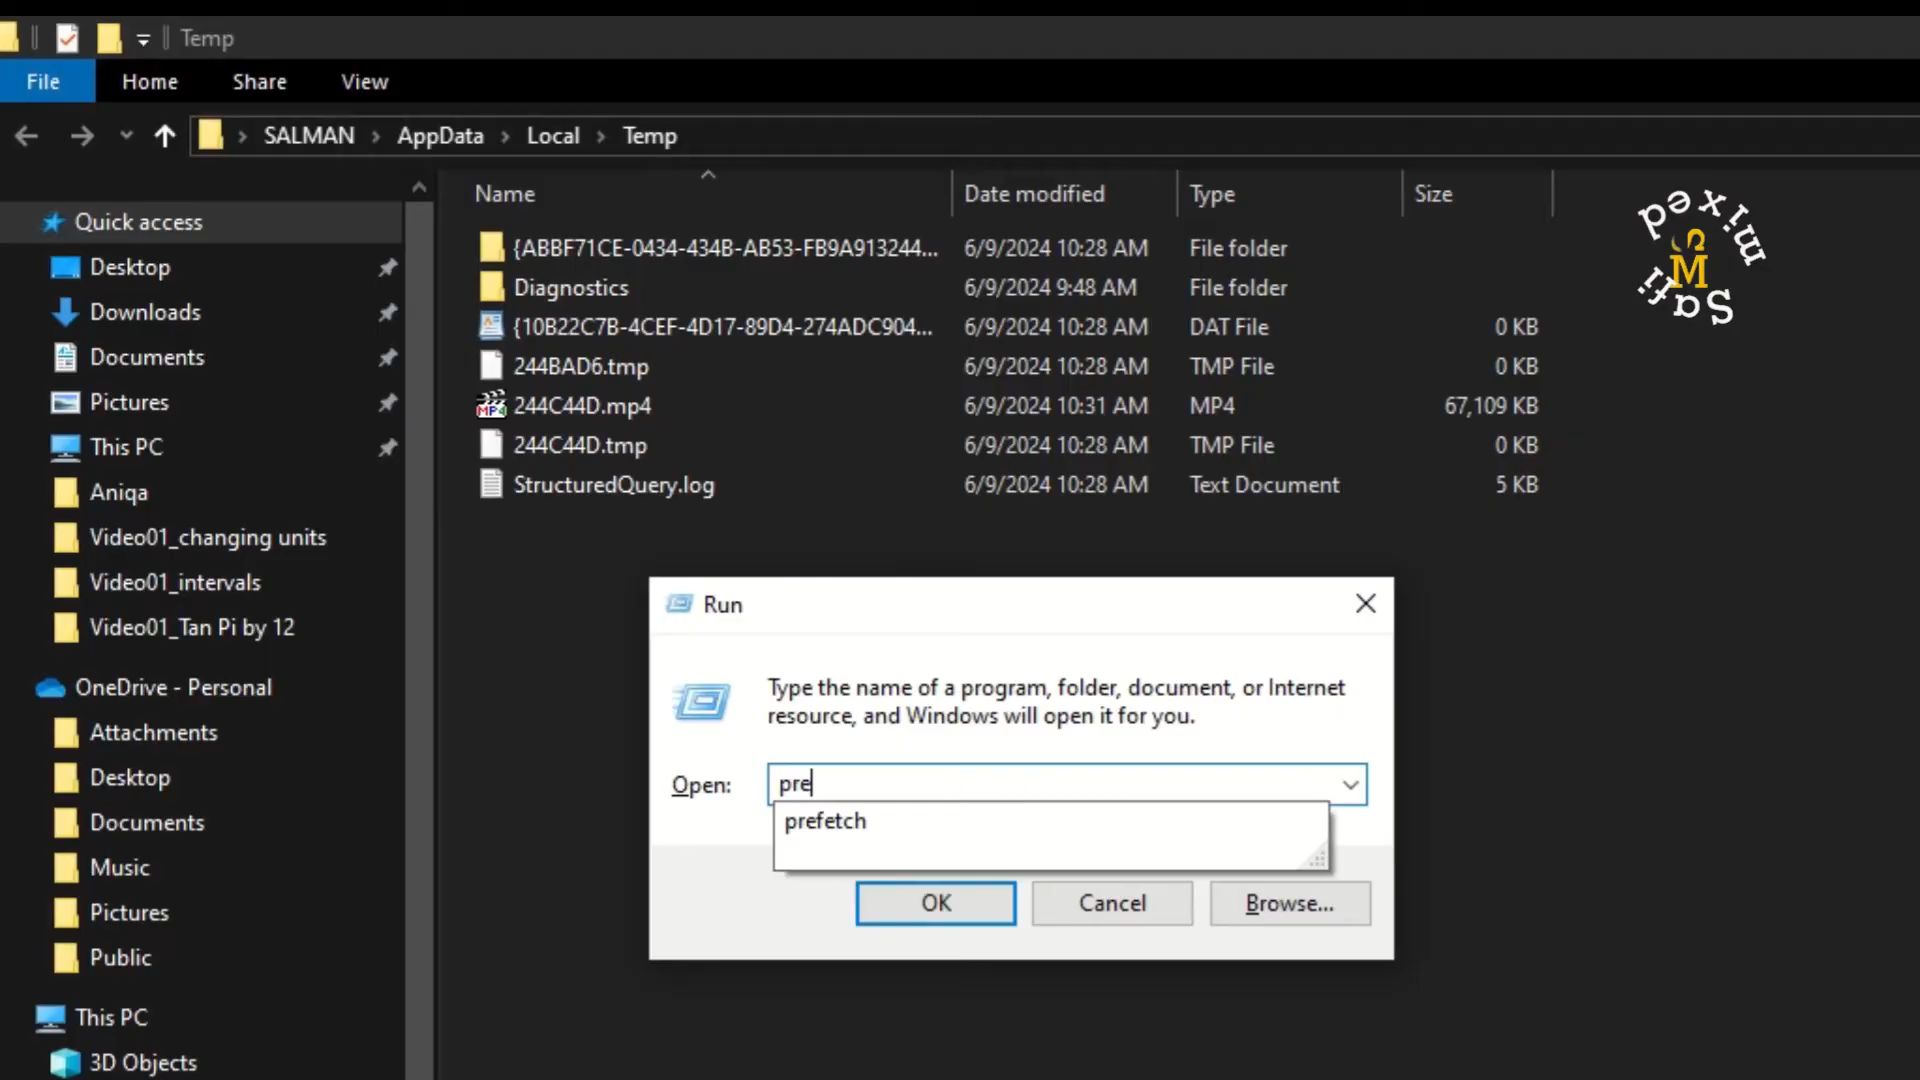 Temp
File Home Share View
SALMAN > AppData > Local > Temp
Name Date modified Type Size
Quick access
Desktop
Downloads
Documents
Pictures
This PC
Aniqa
Video01_changing units
Video01_intervals
Video01_Tan Pi by 12
OneDrive - Personal
Attachments
Desktop
Documents
Music
Pictures
Public
This PC
3D Objects
{ABBF71CE-0434-434B-AB53-FB9A913244... 6/9/2024 10:28 AM File folder
Diagnostics 6/9/2024 9:48 AM File folder
{10B22C7B-4CEF-4D17-89D4-274ADC904... 6/9/2024 10:28 AM DAT File 0 KB
244BAD6.tmp 6/9/2024 10:28 AM TMP File 0 KB
MP4 244C44D.mp4 6/9/2024 10:31 AM MP4 67,109 KB
244C44D.tmp 6/9/2024 10:28 AM TMP File 0 KB
StructuredQuery.log 6/9/2024 10:28 AM Text Document 5 KB
Safi mixed
SM
Run
Type the name of a program, folder, document, or Internet
resource, and Windows will open it for you.
Open: pre
prefetch
OK Cancel Browse...